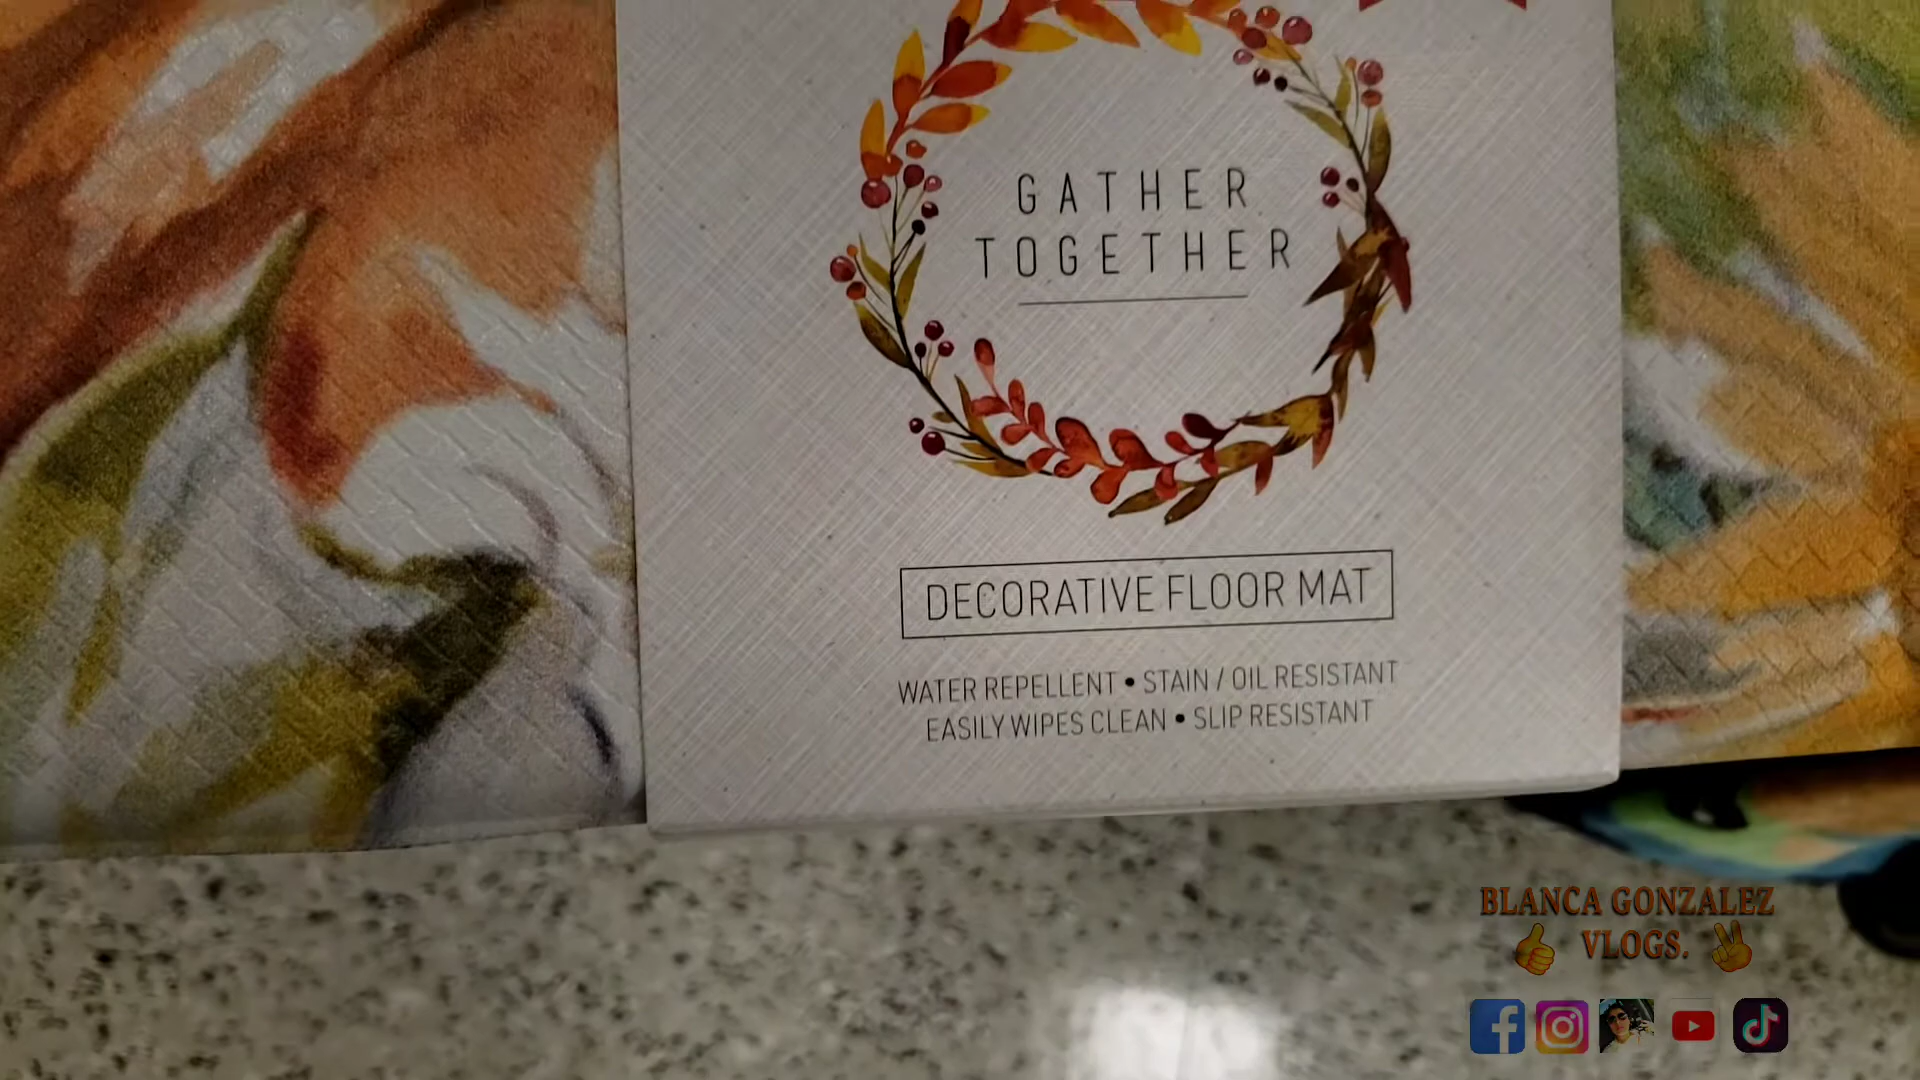 GATHER
TOGETHER
DECORATIVE FLOOR MAT
WATER REPELLENT • STAIN / OIL RESISTANT
EASILY WIPES CLEAN • SLIP RESISTANT
BLANCA GONZALEZ
VLOGS.